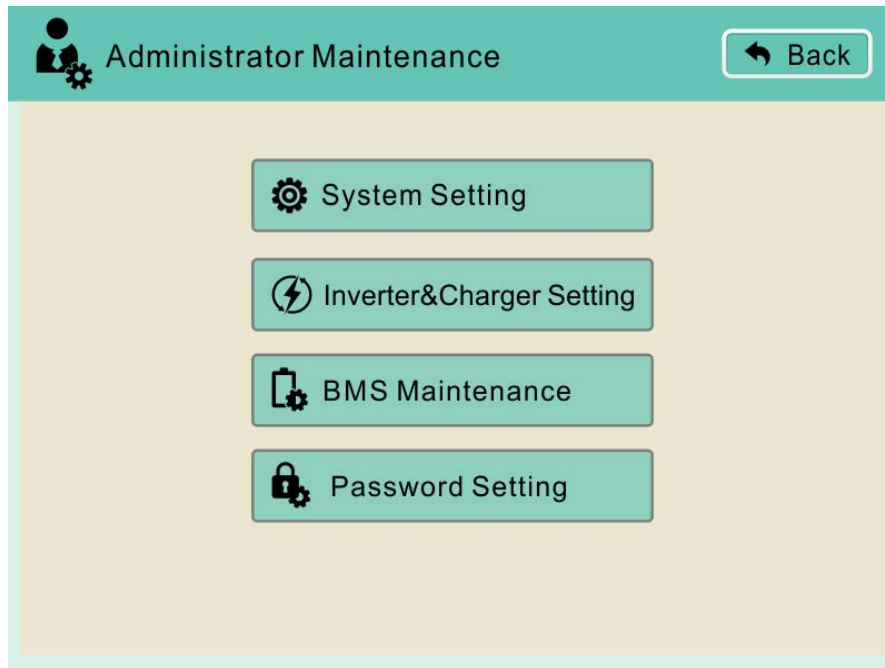 Administrator Maintenance
Back
System Setting
Inverter&Charger Setting
BMS Maintenance
Password Setting